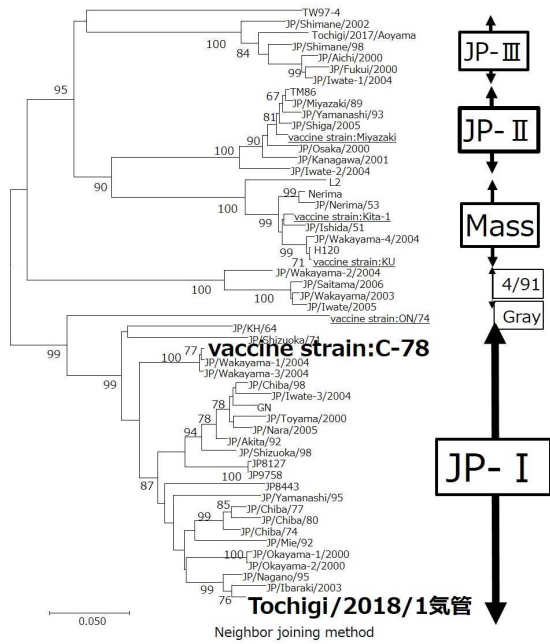 TW97-4
JP/Shimane/2002
Tochigi/2017/Aoyama
JP/Shimane/98
JP/Aichi/2000
JP/Fukui/2000
JP/Iwate-1/2004
100
84
99
95
JP-Ⅲ
TM86
JP/Miyazaki/89
JP/Yamanashi/93
JP/Shiga/2005
vaccine strain:Miyazaki
JP/Osaka/2000
JP/Kanagawa/2001
JP/Iwate-2/2004
67
81
90
100
90
JP-Ⅱ
L2
Nerima
JP/Nerima/53
vaccine strain:Kita-1
JP/Ishida/51
JP/Wakayama-4/2004
H120
vaccine strain:KU
99
100
99
99
71
Mass
JP/Wakayama-2/2004
JP/Saitama/2006
JP/Wakayama/2003
JP/Iwate/2005
100
100
4/91
vaccine strain:ON/74
Gray
JP/KH/64
JP/Shizuoka/71
vaccine strain:C-78
JP/Wakayama-1/2004
JP/Wakayama-3/2004
99
99
100
77
JP/Chiba/98
JP/Iwate-3/2004
GN
JP/Toyama/2000
JP/Nara/2005
JP/Akita/92
JP/Shizuoka/98
JP8127
JP9758
78
78
94
100
87
JP-Ⅰ
JP8443
JP/Yamanashi/95
JP/Chiba/77
JP/Chiba/80
JP/Chiba/74
JP/Mie/92
JP/Okayama-1/2000
JP/Okayama-2/2000
JP/Nagano/95
JP/Ibaraki/2003
Tochigi/2018/1気管
85
99
100
99
76
0.050
Neighbor joining method